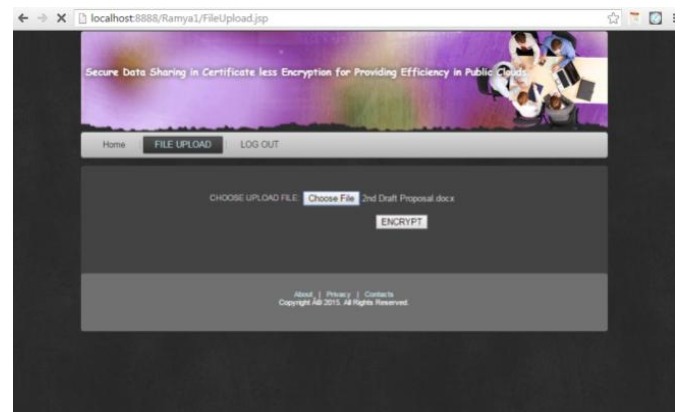 localhost:8888/Ramya1/FileUpload.jsp
Secure Data Sharing in Certificate less Encryption for Providing Efficiency in Public Clouds
Home FILE UPLOAD LOG OUT
CHOOSE UPLOAD FILE: Choose File 2nd Draft Proposal.docx
ENCRYPT
About | Privacy | Contacts
Copyright Â© 2015. All Rights Reserved.